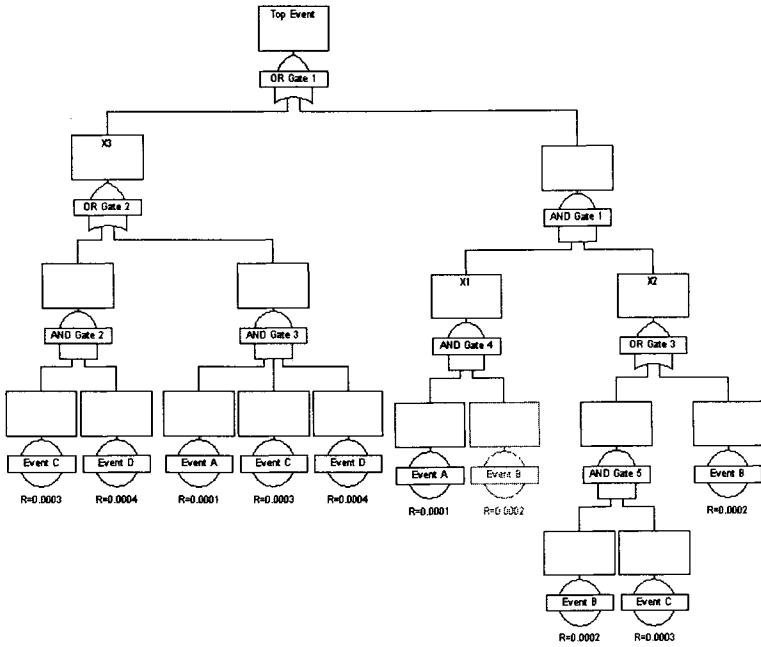 Top Event
OR Gate 1
X3
OR Gate 2
AND Gate 1
X1
X2
AND Gate 2
AND Gate 3
AND Gate 4
OR Gate 3
Event C
Event D
Event A
Event C
Event D
Event A
Event B
AND Gate 5
Event B
R=0.0003
R=0.0004
R=0.0001
R=0.0003
R=0.0004
R=0.0001
R=0.0002
R=0.0002
Event B
Event C
R=0.0002
R=0.0003